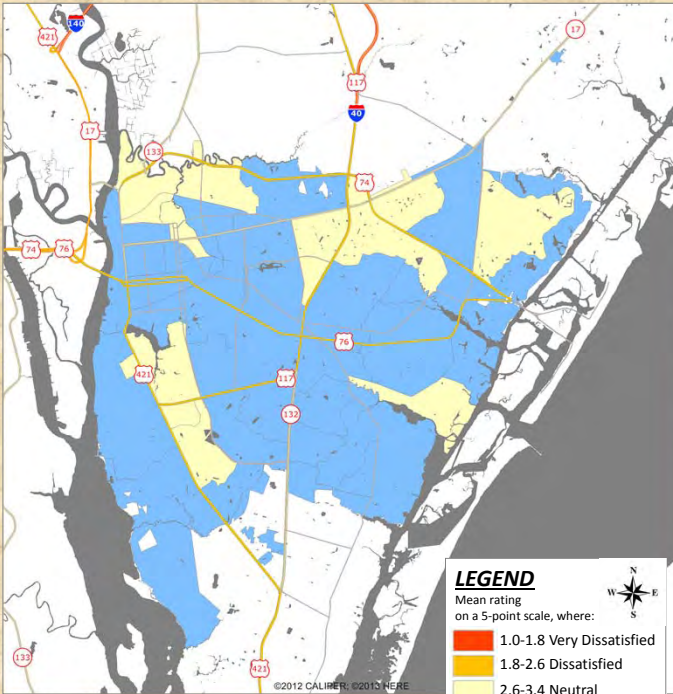 421
140
17
117
40
17
133
74
74
76
76
421
117
132
LEGEND
Mean rating
on a 5-point scale, where:
N
W E
S
1.0-1.8 Very Dissatisfied
1.8-2.6 Dissatisfied
2.6-3.4 Neutral
133
421
©2012 CALIPER; ©2013 HERE